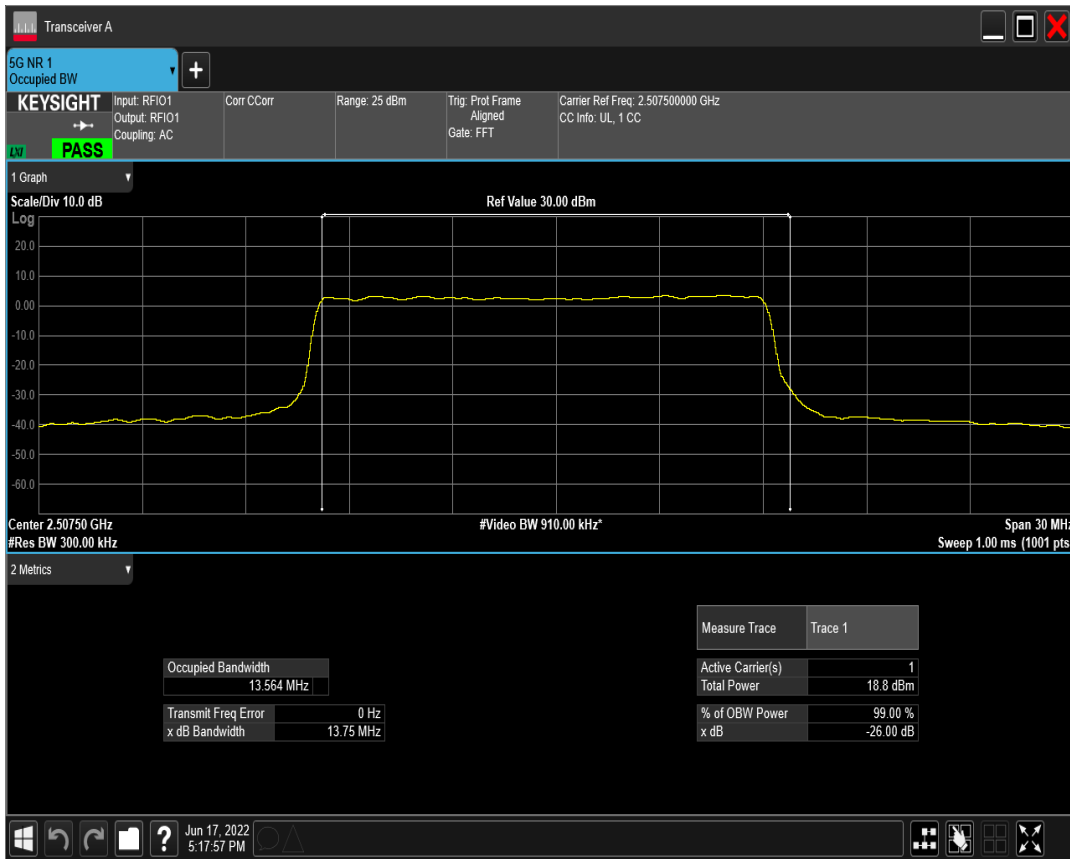 Transceiver A
5G NR 1
Occupied BW
+
KEYSIGHT
LXI
PASS
Input: RFIO1
Output: RFIO1
Coupling: AC
Corr CCorr
Range: 25 dBm
Trig: Prot Frame
Aligned
Gate: FFT
Carrier Ref Freq: 2.507500000 GHz
CC Info: UL, 1 CC
1 Graph
Scale/Div 10.0 dB
Ref Value 30.00 dBm
Log
20.0
10.0
0.00
-10.0
-20.0
-30.0
-40.0
-50.0
-60.0
Center 2.50750 GHz
#Video BW 910.00 kHz*
Span 30 MHz
#Res BW 300.00 kHz
Sweep 1.00 ms (1001 pts
2 Metrics
Measure Trace Trace 1
Occupied Bandwidth
13.564 MHz
Active Carrier(s) 1
Total Power 18.8 dBm
Transmit Freq Error 0 Hz
x dB Bandwidth 13.75 MHz
% of OBW Power 99.00 %
x dB -26.00 dB
?
Jun 17, 2022
5:17:57 PM